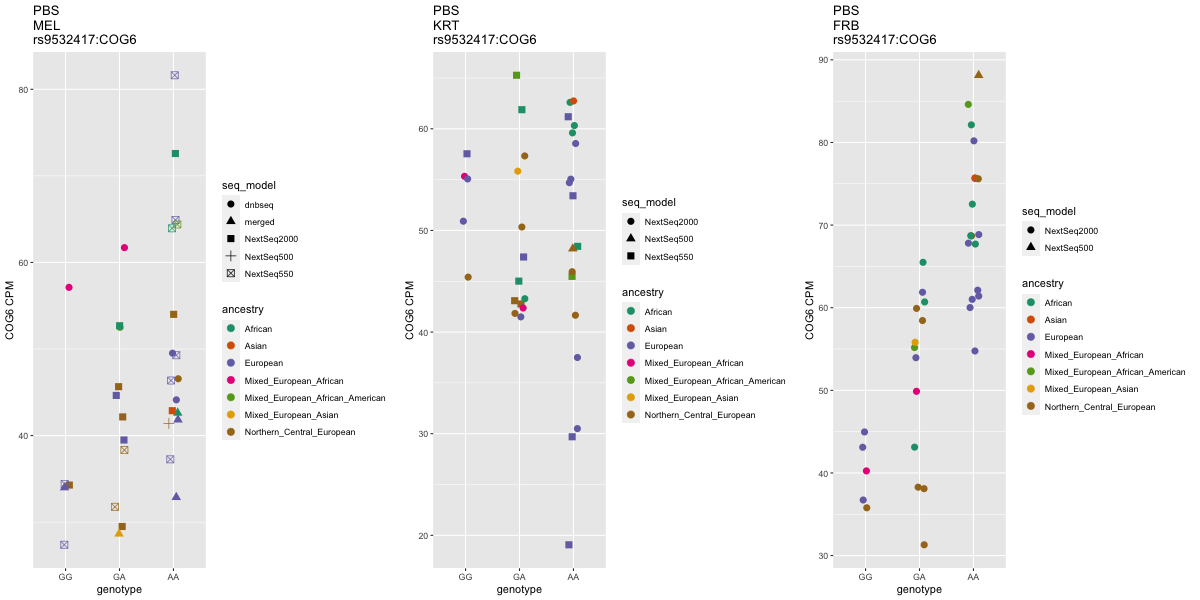 PBS
MEL
rs9532417:COG6
COG6 CPM
80
60
40
GG
GA
AA
genotype
seq_model
dnbseq
merged
NextSeq2000
NextSeq500
NextSeq550
ancestry
African
Asian
European
Mixed_European_African
Mixed_European_African_American
Mixed_European_Asian
Northern_Central_European
PBS
KRT
rs9532417:COG6
COG6 CPM
60
50
40
30
20
GG
GA
AA
genotype
seq_model
NextSeq2000
NextSeq500
NextSeq550
ancestry
African
Asian
European
Mixed_European_African
Mixed_European_African_American
Mixed_European_Asian
Northern_Central_European
PBS
FRB
rs9532417:COG6
COG6 CPM
90
80
70
60
50
40
30
GG
GA
AA
genotype
seq_model
NextSeq2000
NextSeq500
ancestry
African
Asian
European
Mixed_European_African
Mixed_European_African_American
Mixed_European_Asian
Northern_Central_European